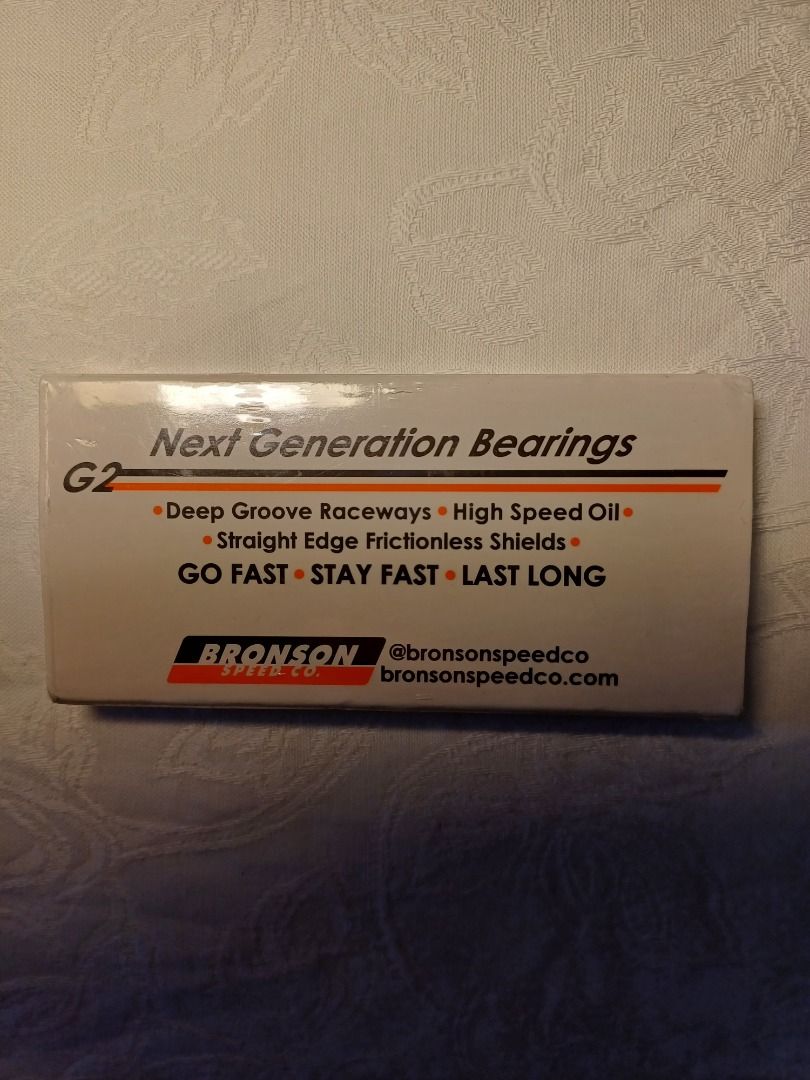 Next Generation Bearings
G2
•Deep Groove Raceways • High Speed Oil•
•Straight Edge Frictionless Shields•
GO FAST • STAY FAST • LAST LONG
BRONSON
SPEED CO.
@bronsonspeedco
bronsonspeedco.com